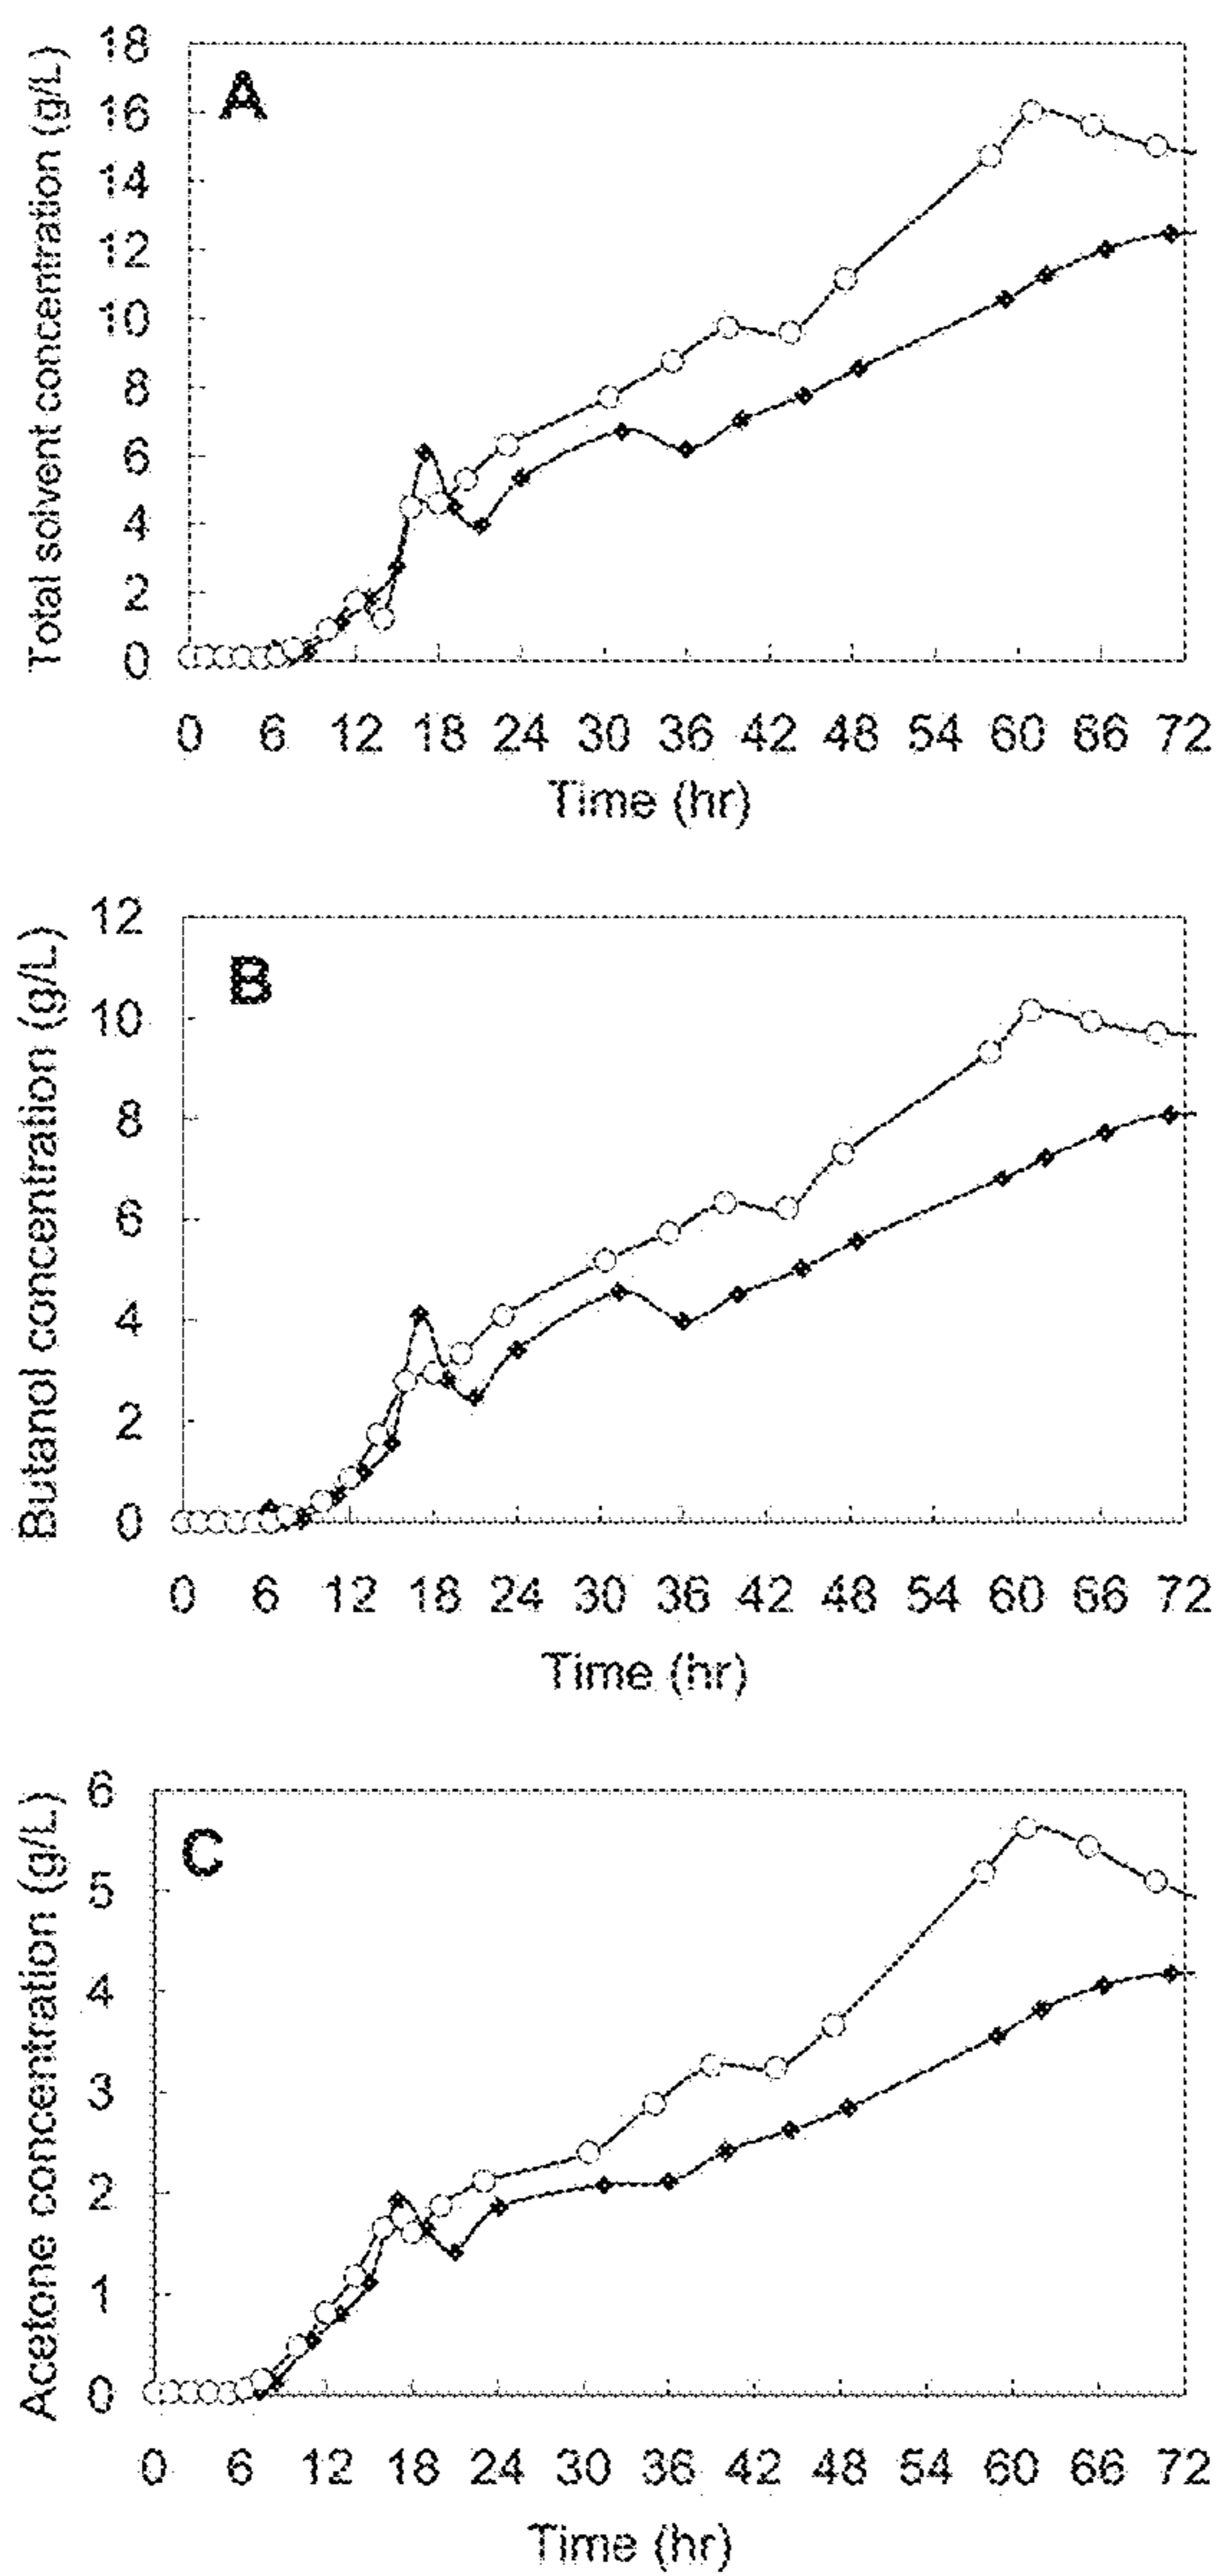 A
Total solvent concentration (g/L)
18
16
14
12
10
8
6
4
2
0
0 6 12 18 24 30 36 42 48 54 60 66 72
Time (hr)
B
Butanol concentration (g/L)
12
10
8
6
4
2
0
0 6 12 18 24 30 36 42 48 54 60 66 72
Time (hr)
C
Acetone concentration (g/L)
6
5
4
3
2
1
0
0 6 12 18 24 30 36 42 48 54 60 66 72
Time (hr)